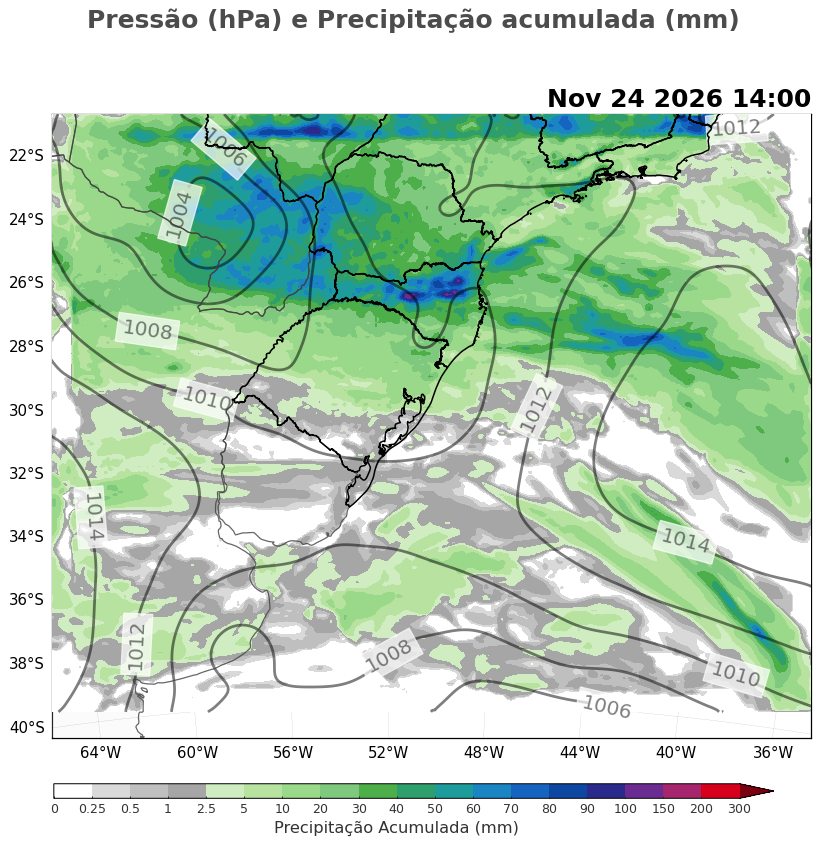 Pressão (hPa) e Precipitação acumulada (mm)
Nov 24 2026 14:00
1012
1006
22°S
1004
24°S
26°S
1008
28°S
1010
1012
30°S
32°S
1014
34°S
1014
36°S
1012
1008
38°S
1010
1006
40°S
64°W 60°W 56°W 52°W 48°W 44°W 40°W 36°W
0 0.25 0.5 1 2.5 5 10 20 30 40 50 60 70 80 90 100 150 200 300
Precipitação Acumulada (mm)